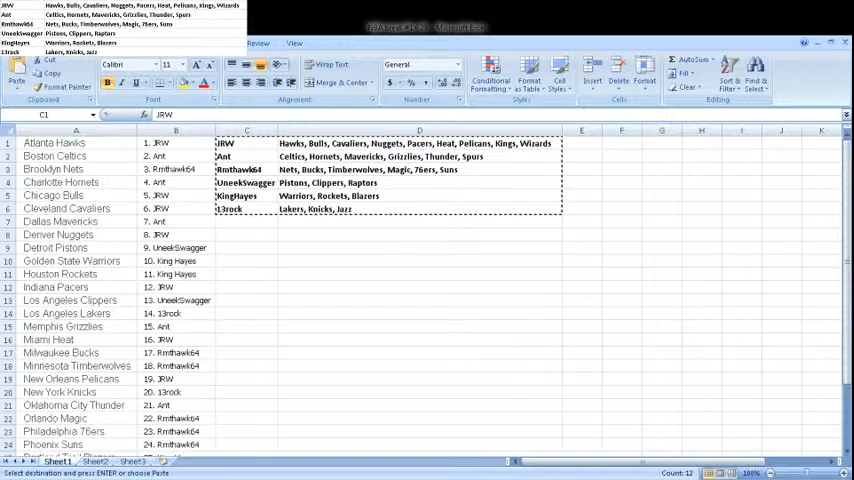 JRW Hawks, Bulls, Cavaliers, Nuggets, Pacers, Heat, Pelicans, Kings, Wizards
Ant Celtics, Hornets, Mavericks, Grizzlies, Thunder, Spurs
Rmthawk64 Nets, Bucks, Timberwolves, Magic, 76ers, Suns
UneekSwagger Pistons, Clippers, Raptors
KingHayes Warriors, Rockets, Blazers
13rock Lakers, Knicks, Jazz
Microsoft Excel
Review View
Cut
Copy
Format Painter
Paste
Clipboard
Calibri 11
B I U
Font
Wrap Text
Merge & Center
Alignment
General
$ % ,
Number
Conditional Formatting
Format as Table
Cell Styles
Styles
Insert Delete Format
Cells
Σ AutoSum
Fill
Clear
Sort & Filter
Find & Select
Editing
C1 fx JRW
A B C D E F G H I J K
1 Atlanta Hawks 1. JRW JRW Hawks, Bulls, Cavaliers, Nuggets, Pacers, Heat, Pelicans, Kings, Wizards
2 Boston Celtics 2. Ant Ant Celtics, Hornets, Mavericks, Grizzlies, Thunder, Spurs
3 Brooklyn Nets 3. Rmthawk64 Rmthawk64 Nets, Bucks, Timberwolves, Magic, 76ers, Suns
4 Charlotte Hornets 4. Ant UneekSwagger Pistons, Clippers, Raptors
5 Chicago Bulls 5. JRW KingHayes Warriors, Rockets, Blazers
6 Cleveland Cavaliers 6. JRW 13rock Lakers, Knicks, Jazz
7 Dallas Mavericks 7. Ant
8 Denver Nuggets 8. JRW
9 Detroit Pistons 9. UneekSwagger
10 Golden State Warriors 10. King Hayes
11 Houston Rockets 11. King Hayes
12 Indiana Pacers 12. JRW
13 Los Angeles Clippers 13. UneekSwagger
14 Los Angeles Lakers 14. 13rock
15 Memphis Grizzlies 15. Ant
16 Miami Heat 16. JRW
17 Milwaukee Bucks 17. Rmthawk64
18 Minnesota Timberwolves 18. Rmthawk64
19 New Orleans Pelicans 19. JRW
20 New York Knicks 20. 13rock
21 Oklahoma City Thunder 21. Ant
22 Orlando Magic 22. Rmthawk64
23 Philadelphia 76ers 23. Rmthawk64
24 Phoenix Suns 24. Rmthawk64
Sheet1 Sheet2 Sheet3
Select destination and press ENTER or choose Paste Count: 12 100%